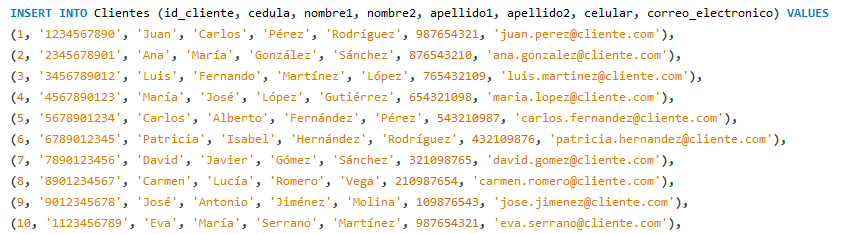 INSERT INTO Clientes (id_cliente, cedula, nombre1, nombre2, apellido1, apellido2, celular, correo_electronico) VALUES
(1, '1234567890', 'Juan', 'Carlos', 'Pérez', 'Rodríguez', 987654321, 'juan.perez@cliente.com'),
(2, '2345678901', 'Ana', 'María', 'González', 'Sánchez', 876543210, 'ana.gonzalez@cliente.com'),
(3, '3456789012', 'Luis', 'Fernando', 'Martínez', 'López', 765432109, 'luis.martinez@cliente.com'),
(4, '4567890123', 'María', 'José', 'López', 'Gutiérrez', 654321098, 'maria.lopez@cliente.com'),
(5, '5678901234', 'Carlos', 'Alberto', 'Fernández', 'Pérez', 543210987, 'carlos.fernandez@cliente.com'),
(6, '6789012345', 'Patricia', 'Isabel', 'Hernández', 'Rodríguez', 432109876, 'patricia.hernandez@cliente.com'),
(7, '7890123456', 'David', 'Javier', 'Gómez', 'Sánchez', 321098765, 'david.gomez@cliente.com'),
(8, '8901234567', 'Carmen', 'Lucía', 'Romero', 'Vega', 210987654, 'carmen.romero@cliente.com'),
(9, '9012345678', 'José', 'Antonio', 'Jiménez', 'Molina', 109876543, 'jose.jimenez@cliente.com'),
(10, '1123456789', 'Eva', 'María', 'Serrano', 'Martínez', 987654321, 'eva.serrano@cliente.com'),